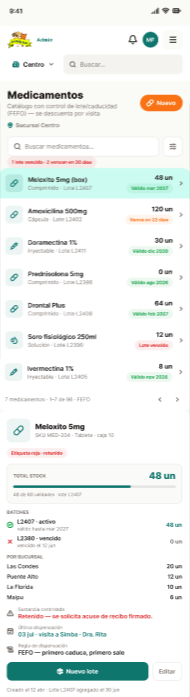 9:41
Admin
MF
Centro
Buscar...
Medicamentos
Catálogo con control de lote/caducidad
(FEFO) — se descuenta por visita
Sucursal Centro
Nuevo
Buscar medicamentos...
1 lote vencido · 2 vencen en 30 días
Meloxito 5mg (box)
48 un
Comprimido · Lote L2407
Válido mar 2027
Amoxicilina 500mg
120 un
Cápsula · Lote L2402
Vence en 23 días
Doramectina 1%
30 un
Inyectable · Lote L2411
Válido dic 2026
Prednisolona 5mg
0 un
Comprimido · Lote L2388
Válido ago 2026
Drontal Plus
64 un
Comprimido · Lote L2408
Válido feb 2027
Soro fisiológico 250ml
12 un
Solución · Lote L2396
Lote vencido
Ivermectina 1%
8 un
Inyectable · Lote L2405
Válido nov 2026
7 medicamentos · 1–7 de 96 · FEFO
Meloxito 5mg
SKU MED-204 · Tableta · caja 10
Etiqueta roja · retenido
TOTAL STOCK
48 un
48 de 60 unidades · lote L2407
BATCHES
L2407 · activo
válido hasta mar 2027
48 un
L2380 · vencido
vencido el 12 jun
0 un
POR SUCURSAL
Las Condes
20 un
Puente Alto
12 un
La Florida
10 un
Maipu
6 un
Sustancia controlada
Retenido — se solicita acuse de recibo firmado.
Última dispensación
03 jul · visita a Simba · Dra. Rita
Regla de dispensación
FEFO — primero caduca, primero sale
Nuevo lote
Editar
Creado el 12 abr · Lote L2407 agregado el 30 jun